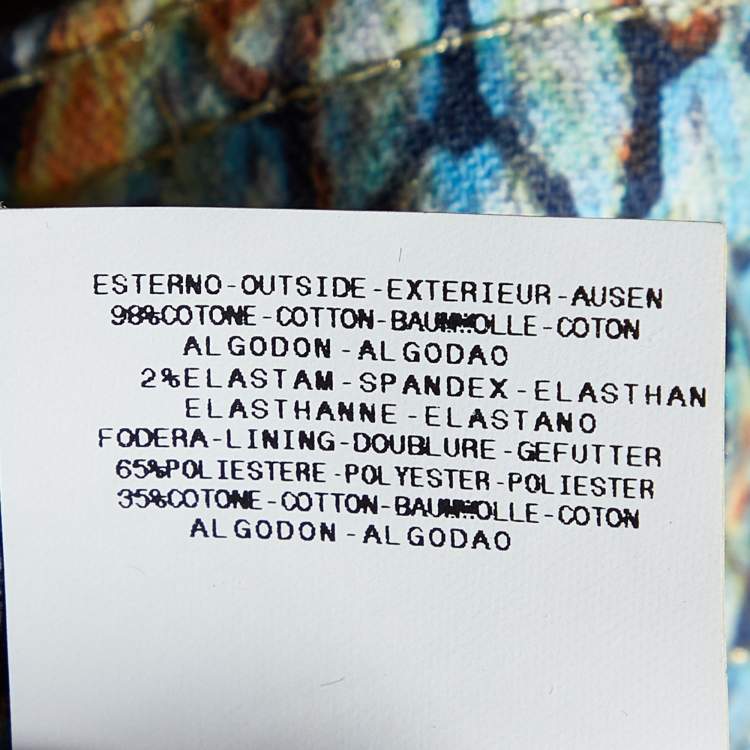 ESTERNO-OUTSIDE-EXTERIEUR-AUSEN
98%COTONE-COTTON-BAUMWOLLE-COTON
ALGODON-ALGODAO
2%ELASTAM-SPANDEX-ELASTHAN
ELASTHANNE-ELASTANO
FODERA-LINING-DOUBLURE-GEFUTTER
65%POLIESTERE-POLYESTER-POLIESTER
35%COTONE-COTTON-BAUMWOLLE-COTON
ALGODON-ALGODAO